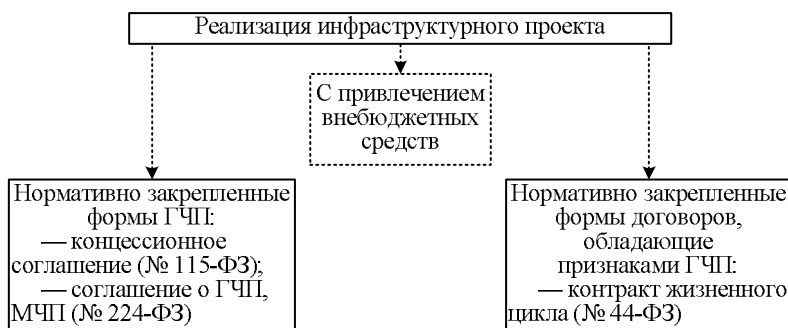 Реализация инфраструктурного проекта
С привлечением
внебюджетных
средств
Нормативно закрепленные
формы ГЧП:
— концессионное
соглашение (№ 115-ФЗ);
— соглашение о ГЧП,
МЧП (№ 224-ФЗ)
Нормативно закрепленные
формы договоров,
обладающие
признаками ГЧП:
— контракт жизненного
цикла (№ 44-ФЗ)